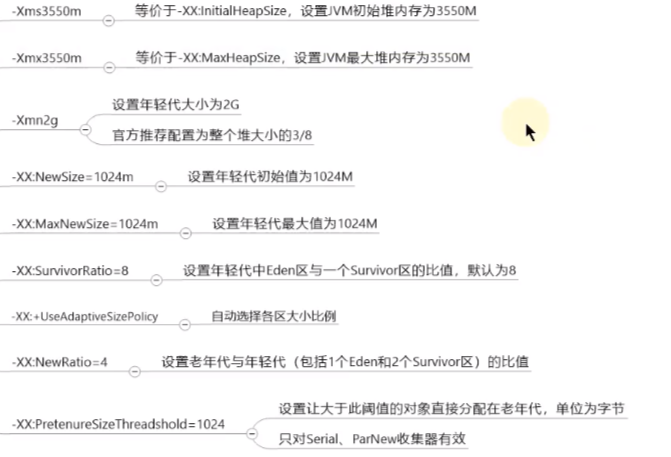 -Xms3550m 等价于-XX:InitialHeapSize，设置JVM初始堆内存为3550M
-Xmx3550m 等价于-XX:MaxHeapSize，设置JVM最大堆内存为3550M
-Xmn2g
设置年轻代大小为2G
官方推荐配置为整个堆大小的3/8
-XX:NewSize=1024m 设置年轻代初始值为1024M
-XX:MaxNewSize=1024m 设置年轻代最大值为1024M
-XX:SurvivorRatio=8 设置年轻代中Eden区与一个Survivor区的比值，默认为8
-XX:+UseAdaptiveSizePolicy 自动选择各区大小比例
-XX:NewRatio=4 设置老年代与年轻代（包括1个Eden和2个Survivor区）的比值
-XX:PretenureSizeThreadshold=1024
设置让大于此阈值的对象直接分配在老年代，单位为字节
只对Serial、ParNew收集器有效